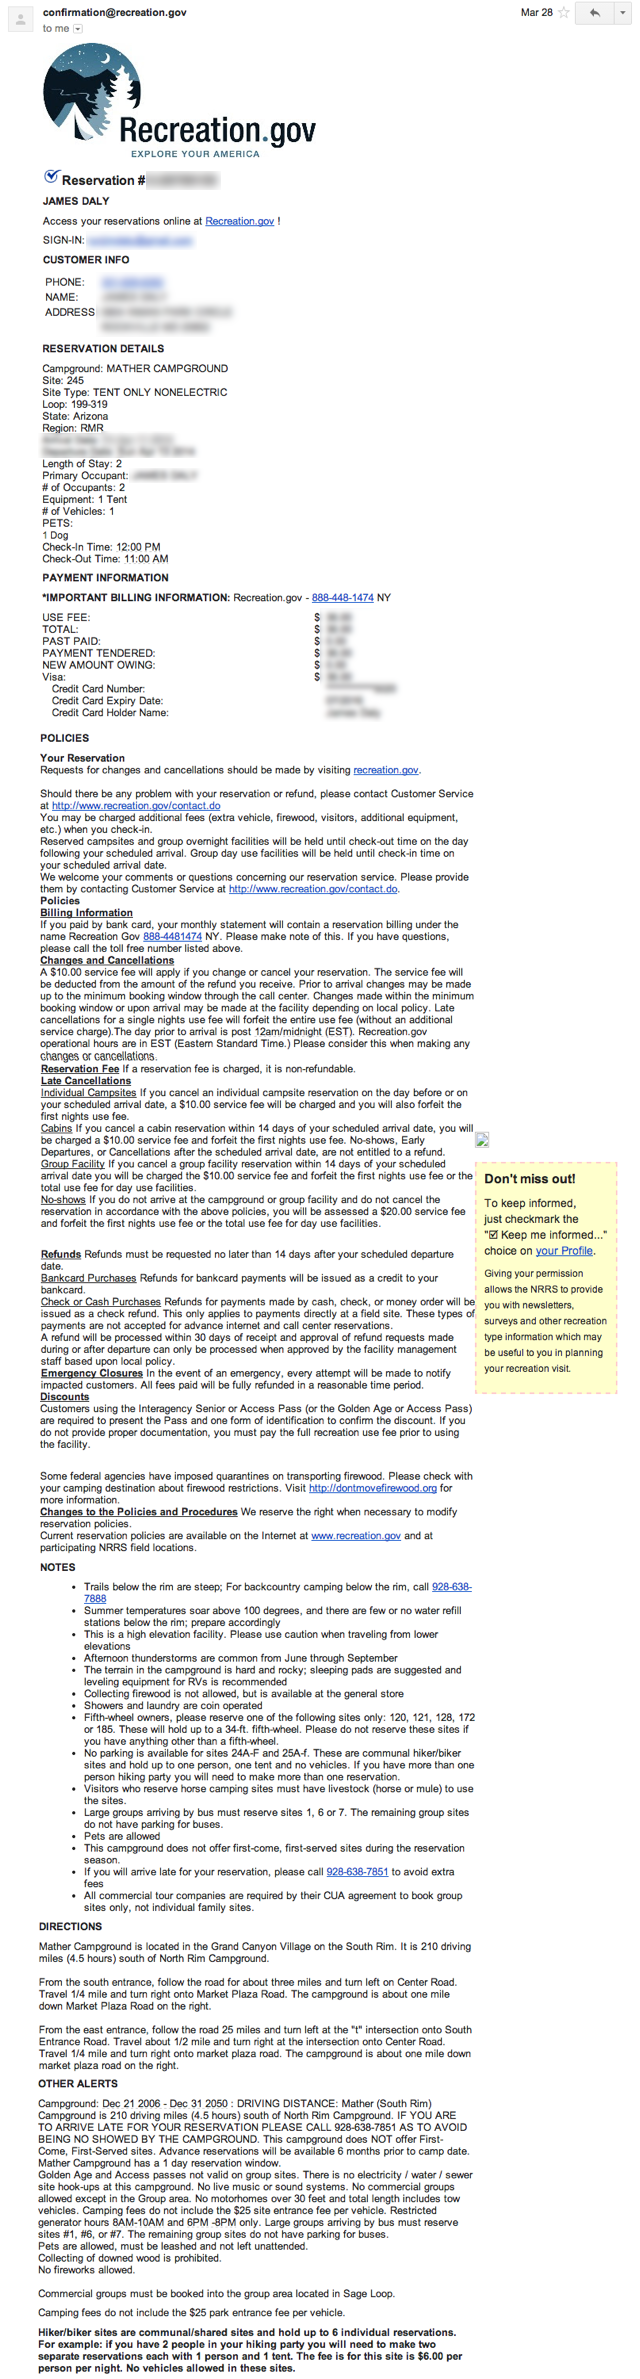 confirmation@recreation.gov
Mar 28
to me
Recreation.gov
EXPLORE YOUR AMERICA
Reservation #
JAMES DALY
Access your reservations online at Recreation.gov !
SIGN-IN:
CUSTOMER INFO
PHONE:
NAME:
ADDRESS
RESERVATION DETAILS
Campground: MATHER CAMPGROUND
Site: 245
Site Type: TENT ONLY NONELECTRIC
Loop: 199-319
State: Arizona
Region: RMR
Length of Stay: 2
Primary Occupant:
# of Occupants: 2
Equipment: 1 Tent
# of Vehicles: 1
PETS:
1 Dog
Check-In Time: 12:00 PM
Check-Out Time: 11:00 AM
PAYMENT INFORMATION
*IMPORTANT BILLING INFORMATION: Recreation.gov - 888-448-1474 NY
USE FEE: $
TOTAL: $
PAST PAID: $
PAYMENT TENDERED: $
NEW AMOUNT OWING: $
Visa: $
Credit Card Number:
Credit Card Expiry Date:
Credit Card Holder Name:
POLICIES
Your Reservation
Requests for changes and cancellations should be made by visiting recreation.gov.
Should there be any problem with your reservation or refund, please contact Customer Service
at http://www.recreation.gov/contact.do
You may be charged additional fees (extra vehicle, firewood, visitors, additional equipment,
etc.) when you check-in.
Reserved campsites and group overnight facilities will be held until check-out time on the day
following your scheduled arrival. Group day use facilities will be held until check-in time on
your scheduled arrival date.
We welcome your comments or questions concerning our reservation service. Please provide
them by contacting Customer Service at http://www.recreation.gov/contact.do.
Policies
Billing Information
If you paid by bank card, your monthly statement will contain a reservation billing under the
name Recreation Gov 888-4481474 NY. Please make note of this. If you have questions,
please call the toll free number listed above.
Changes and Cancellations
A $10.00 service fee will apply if you change or cancel your reservation. The service fee will
be deducted from the amount of the refund you receive. Prior to arrival changes may be made
up to the minimum booking window through the call center. Changes made within the minimum
booking window or upon arrival may be made at the facility depending on local policy. Late
cancellations for a single nights use fee will forfeit the entire use fee (without an additional
service charge).The day prior to arrival is post 12am/midnight (EST). Recreation.gov
operational hours are in EST (Eastern Standard Time.) Please consider this when making any
changes or cancellations.
Reservation Fee If a reservation fee is charged, it is non-refundable.
Late Cancellations
Individual Campsites If you cancel an individual campsite reservation on the day before or on
your scheduled arrival date, a $10.00 service fee will be charged and you will also forfeit the
first nights use fee.
Cabins If you cancel a cabin reservation within 14 days of your scheduled arrival date, you will
be charged a $10.00 service fee and forfeit the first nights use fee. No-shows, Early
Departures, or Cancellations after the scheduled arrival date, are not entitled to a refund.
Group Facility If you cancel a group facility reservation within 14 days of your scheduled
arrival date you will be charged the $10.00 service fee and forfeit the first nights use fee or the
total use fee for day use facilities.
No-shows If you do not arrive at the campground or group facility and do not cancel the
reservation in accordance with the above policies, you will be assessed a $20.00 service fee
and forfeit the first nights use fee or the total use fee for day use facilities.
Refunds Refunds must be requested no later than 14 days after your scheduled departure
date.
Bankcard Purchases Refunds for bankcard payments will be issued as a credit to your
bankcard.
Check or Cash Purchases Refunds for payments made by cash, check, or money order will be
issued as a check refund. This only applies to payments directly at a field site. These types of
payments are not accepted for advance internet and call center reservations.
A refund will be processed within 30 days of receipt and approval of refund requests made
during or after departure can only be processed when approved by the facility management
staff based upon local policy.
Emergency Closures In the event of an emergency, every attempt will be made to notify
impacted customers. All fees paid will be fully refunded in a reasonable time period.
Discounts
Customers using the Interagency Senior or Access Pass (or the Golden Age or Access Pass)
are required to present the Pass and one form of identification to confirm the discount. If you
do not provide proper documentation, you must pay the full recreation use fee prior to using
the facility.
Some federal agencies have imposed quarantines on transporting firewood. Please check with
your camping destination about firewood restrictions. Visit http://dontmovefirewood.org for
more information.
Changes to the Policies and Procedures We reserve the right when necessary to modify
reservation policies.
Current reservation policies are available on the Internet at www.recreation.gov and at
participating NRRS field locations.
Don't miss out!
To keep informed,
just checkmark the
"☑ Keep me informed..."
choice on your Profile.
Giving your permission
allows the NRRS to provide
you with newsletters,
surveys and other recreation
type information which may
be useful to you in planning
your recreation visit.
NOTES
• Trails below the rim are steep; For backcountry camping below the rim, call 928-638-
7888
• Summer temperatures soar above 100 degrees, and there are few or no water refill
stations below the rim; prepare accordingly
• This is a high elevation facility. Please use caution when traveling from lower
elevations
• Afternoon thunderstorms are common from June through September
• The terrain in the campground is hard and rocky; sleeping pads are suggested and
leveling equipment for RVs is recommended
• Collecting firewood is not allowed, but is available at the general store
• Showers and laundry are coin operated
• Fifth-wheel owners, please reserve one of the following sites only: 120, 121, 128, 172
or 185. These will hold up to a 34-ft. fifth-wheel. Please do not reserve these sites if
you have anything other than a fifth-wheel.
• No parking is available for sites 24A-F and 25A-f. These are communal hiker/biker
sites and hold up to one person, one tent and no vehicles. If you have more than one
person hiking party you will need to make more than one reservation.
• Visitors who reserve horse camping sites must have livestock (horse or mule) to use
the sites.
• Large groups arriving by bus must reserve sites 1, 6 or 7. The remaining group sites
do not have parking for buses.
• Pets are allowed
• This campground does not offer first-come, first-served sites during the reservation
season.
• If you will arrive late for your reservation, please call 928-638-7851 to avoid extra
fees
• All commercial tour companies are required by their CUA agreement to book group
sites only, not individual family sites.
DIRECTIONS
Mather Campground is located in the Grand Canyon Village on the South Rim. It is 210 driving
miles (4.5 hours) south of North Rim Campground.
From the south entrance, follow the road for about three miles and turn left on Center Road.
Travel 1/4 mile and turn right onto Market Plaza Road. The campground is about one mile
down Market Plaza Road on the right.
From the east entrance, follow the road 25 miles and turn left at the "t" intersection onto South
Entrance Road. Travel about 1/2 mile and turn right at the intersection onto Center Road.
Travel 1/4 mile and turn right onto market plaza road. The campground is about one mile down
market plaza road on the right.
OTHER ALERTS
Campground: Dec 21 2006 - Dec 31 2050 : DRIVING DISTANCE: Mather (South Rim)
Campground is 210 driving miles (4.5 hours) south of North Rim Campground. IF YOU ARE
TO ARRIVE LATE FOR YOUR RESERVATION PLEASE CALL 928-638-7851 AS TO AVOID
BEING NO SHOWED BY THE CAMPGROUND. This campground does NOT offer First-
Come, First-Served sites. Advance reservations will be available 6 months prior to camp date.
Mather Campground has a 1 day reservation window.
Golden Age and Access passes not valid on group sites. There is no electricity / water / sewer
site hook-ups at this campground. No live music or sound systems. No commercial groups
allowed except in the Group area. No motorhomes over 30 feet and total length includes tow
vehicles. Camping fees do not include the $25 site entrance fee per vehicle. Restricted
generator hours 8AM-10AM and 6PM -8PM only. Large groups arriving by bus must reserve
sites #1, #6, or #7. The remaining group sites do not have parking for buses.
Pets are allowed, must be leashed and not left unattended.
Collecting of downed wood is prohibited.
No fireworks allowed.
Commercial groups must be booked into the group area located in Sage Loop.
Camping fees do not include the $25 park entrance fee per vehicle.
Hiker/biker sites are communal/shared sites and hold up to 6 individual reservations.
For example: if you have 2 people in your hiking party you will need to make two
separate reservations each with 1 person and 1 tent. The fee is for this site is $6.00 per
person per night. No vehicles allowed in these sites.